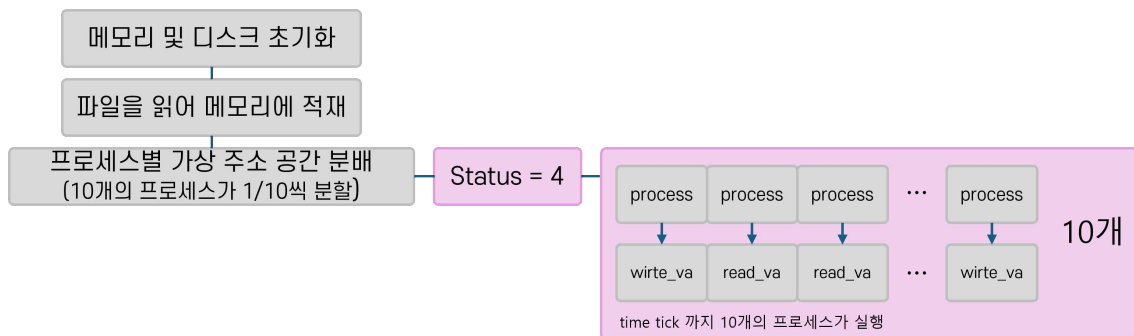 메모리 및 디스크 초기화
파일을 읽어 메모리에 적재
프로세스별 가상 주소 공간 분배
(10개의 프로세스가 1/10씩 분할)
Status = 4
process process process ... process
wirte_va read_va read_va ... wirte_va
10개
time tick 까지 10개의 프로세스가 실행